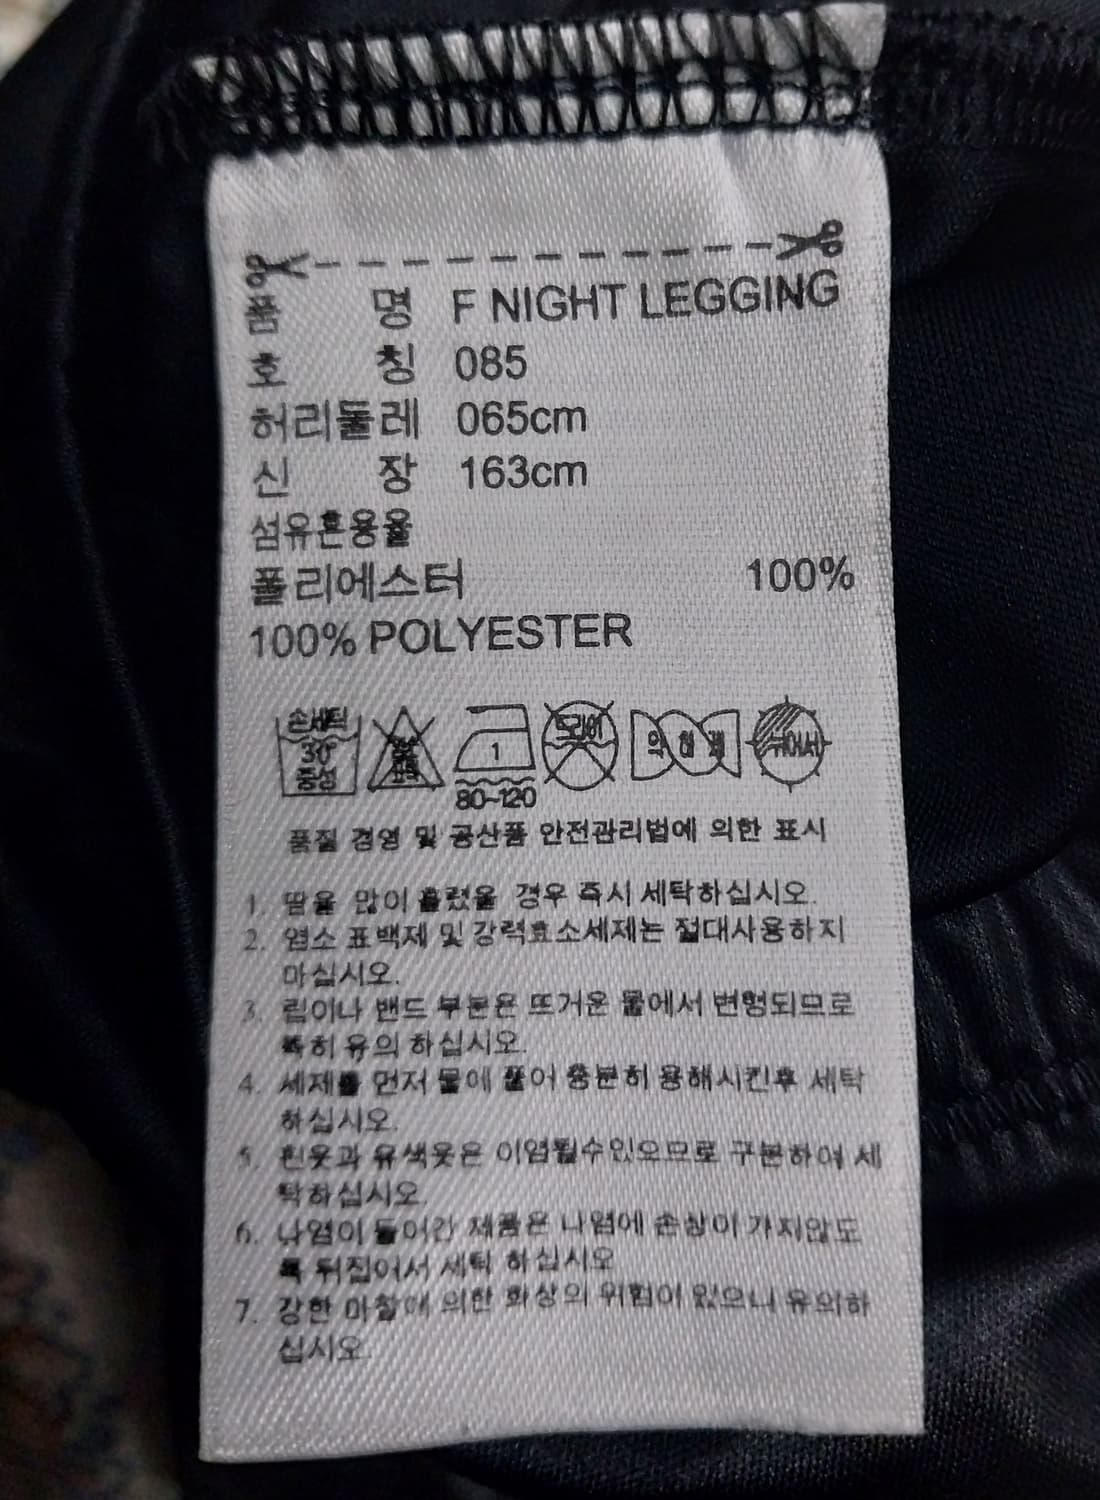 품 명 F NIGHT LEGGING
호 칭 085
허리둘레 065cm
신 장 163cm
섬유혼용율
폴리에스터 100%
100% POLYESTER
손세탁 30° 중성
1
80~120
드라이
약 하 게
뉘어서
품질 경영 및 공산품 안전관리법에 의한 표시
1. 땀을 많이 흘렸을 경우 즉시 세탁하십시오.
2. 염소 표백제 및 강력효소세제는 절대사용하지
마십시오.
3. 립이나 밴드 부분은 뜨거운 물에서 변형되므로
특히 유의 하십시오.
4. 세제를 먼저 물에 풀어 충분히 용해시킨후 세탁
하십시오.
5. 흰옷과 유색옷은 이염될수있으므로 구분하여 세
탁하십시오.
6. 나염이 들어간 제품은 나염에 손상이 가지않도
록 뒤집어서 세탁 하십시오
7. 강한 마찰에 의한 화상의 위험이 있으니 유의하
십시오.